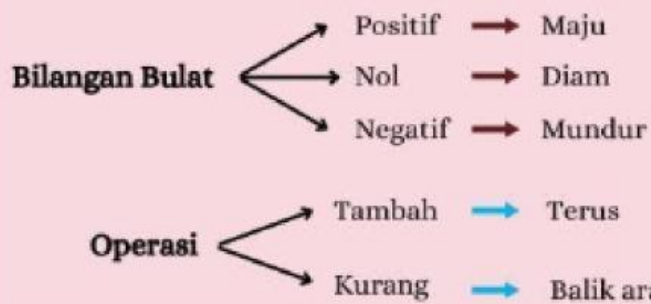 Positif Maju
Bilangan Bulat Nol Diam
Negatif Mundur
Tambah Terus
Operasi
Kurang Balik